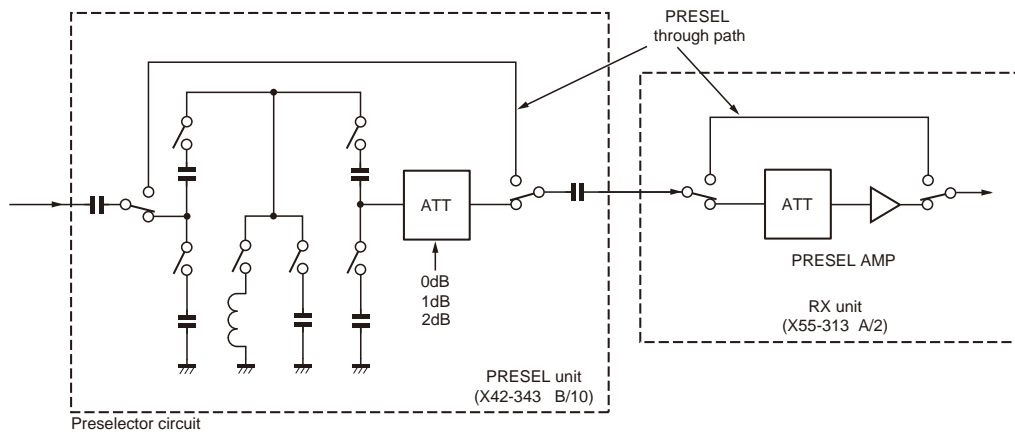 PRESEL
through path
ATT
0dB
1dB
2dB
ATT
PRESEL AMP
RX unit
(X55-313 A/2)
PRESEL unit
(X42-343 B/10)
Preselector circuit